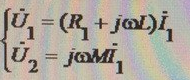 U̇₁ = (R₁ + jωL)İ₁
U̇₂ = jωMİ₁